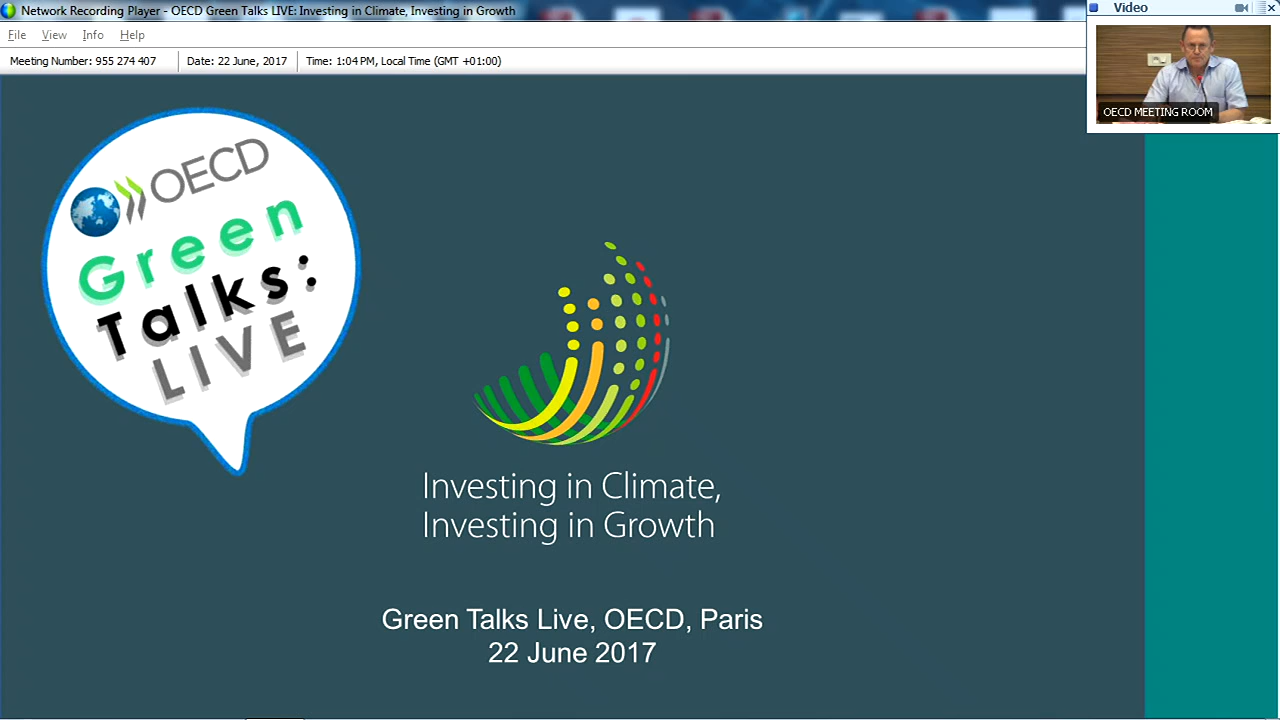 Network Recording Player - OECD Green Talks LIVE: Investing in Climate, Investing in Growth
Video
File View Info Help
Meeting Number: 955 274 407 Date: 22 June, 2017 Time: 1:04 PM, Local Time (GMT +01:00)
OECD MEETING ROOM
OECD
Green
Talks:
LIVE
Investing in Climate,
Investing in Growth
Green Talks Live, OECD, Paris
22 June 2017